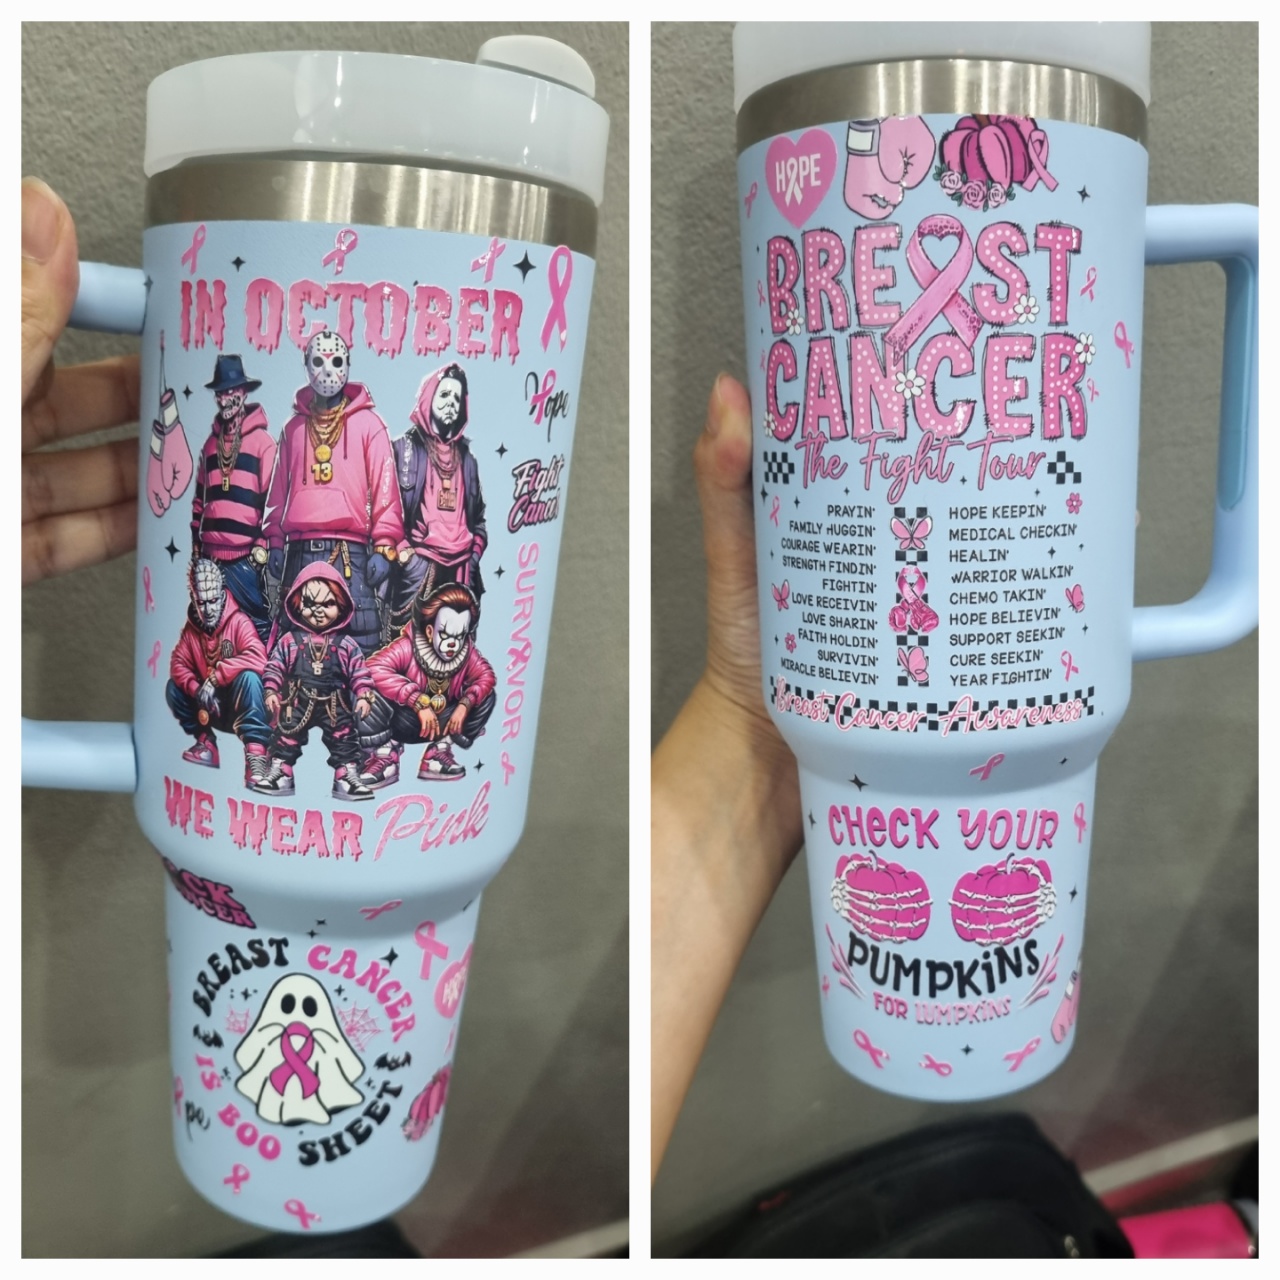 IN OCTOBER
13
Hope
Fight
Cancer
SURVXVOR
WE WEAR Pink
BREAST CANCER
IS BOO SHEET
HOPE
BREAST
CANCER
The Fight Tour
PRAYIN' HOPE KEEPIN'
FAMILY HUGGIN' MEDICAL CHECKIN'
COURAGE WEARIN' HEALIN'
STRENGTH FINDIN' WARRIOR WALKIN'
FIGHTIN' CHEMO TAKIN'
LOVE RECEIVIN' HOPE BELIEVIN'
LOVE SHARIN' SUPPORT SEEKIN'
FAITH HOLDIN' CURE SEEKIN'
SURVIVIN' YEAR FIGHTIN'
MIRACLE BELIEVIN'
Breast Cancer Awareness
CHECK YOUR
PUMPKINS
FOR LUMPKINS